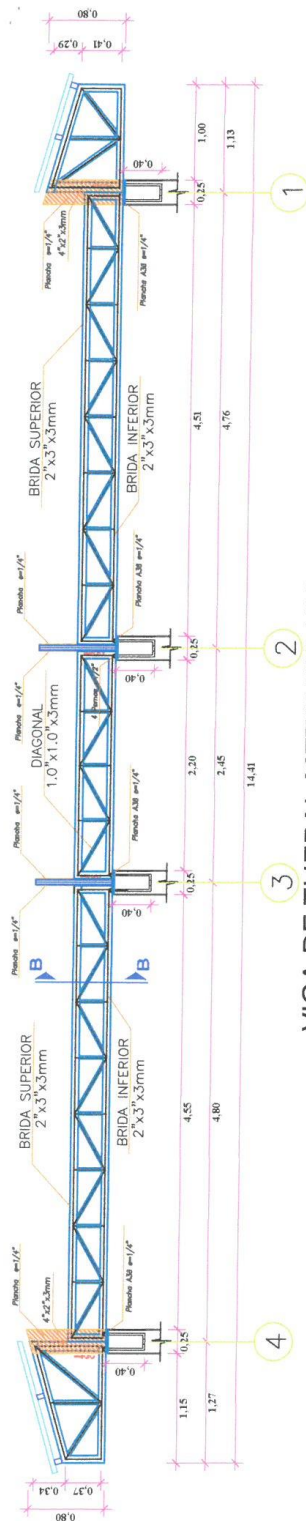 0,80
0,29
0,41
Plancha e=1/4"
4"x2"x3mm
BRIDA SUPERIOR
2"x3"x3mm
Plancha e=1/4"
Plancha e=1/4"
DIAGONAL
1.0"x1.0"x3mm
Plancha e=1/4"
Plancha e=1/4"
B
B
BRIDA SUPERIOR
2"x3"x3mm
Plancha e=1/4"
4"x2"x3mm
0,34
0,37
0,80
Plancha A36 e=1/4"
BRIDA INFERIOR
2"x3"x3mm
Plancha A36 e=1/4"
Plancha A36 e=1/4"
BRIDA INFERIOR
2"x3"x3mm
Plancha A36 e=1/4"
0,40
0,40
0,40
0,40
1,00
0,25
4,51
0,25
2,20
0,25
4,55
0,25
1,15
1,13
4,76
2,45
4,80
1,27
14,41
1
2
3
4